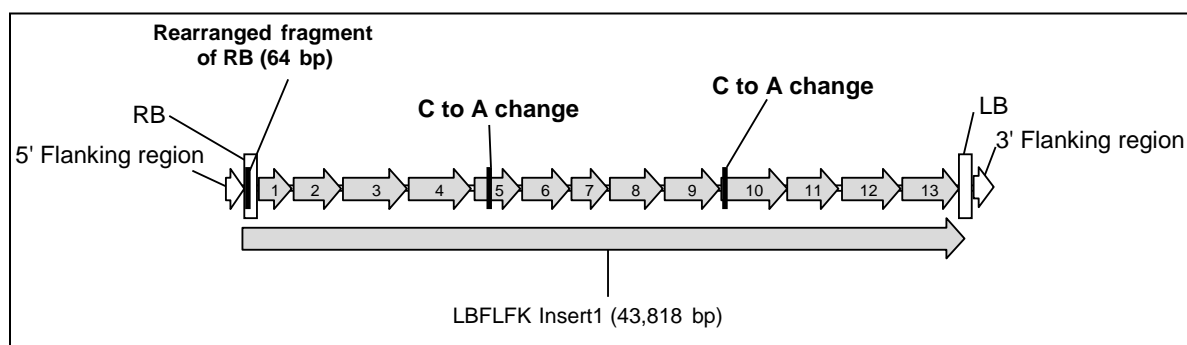 Rearranged fragment
of RB (64 bp)
C to A change
C to A change
RB
LB
5' Flanking region
3' Flanking region
1 2 3 4 5 6 7 8 9 10 11 12 13
LBFLFK Insert1 (43,818 bp)